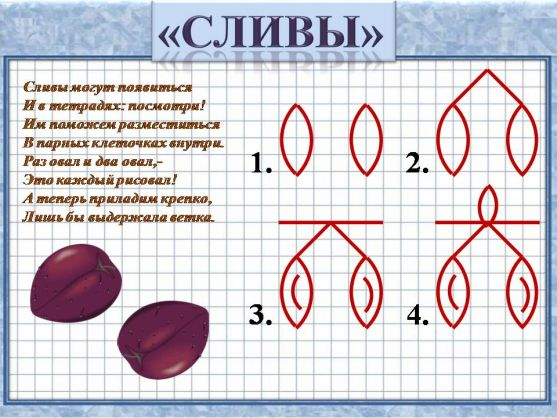 «СЛИВЫ»
Сливы могут появиться
И в тетрадях: посмотри!
Им поможем разместиться
В парных клеточках внутри.
Раз овал и два овал,-
Это каждый рисовал!
А теперь приладим крепко,
Лишь бы выдержала ветка.
1.
2.
3.
4.